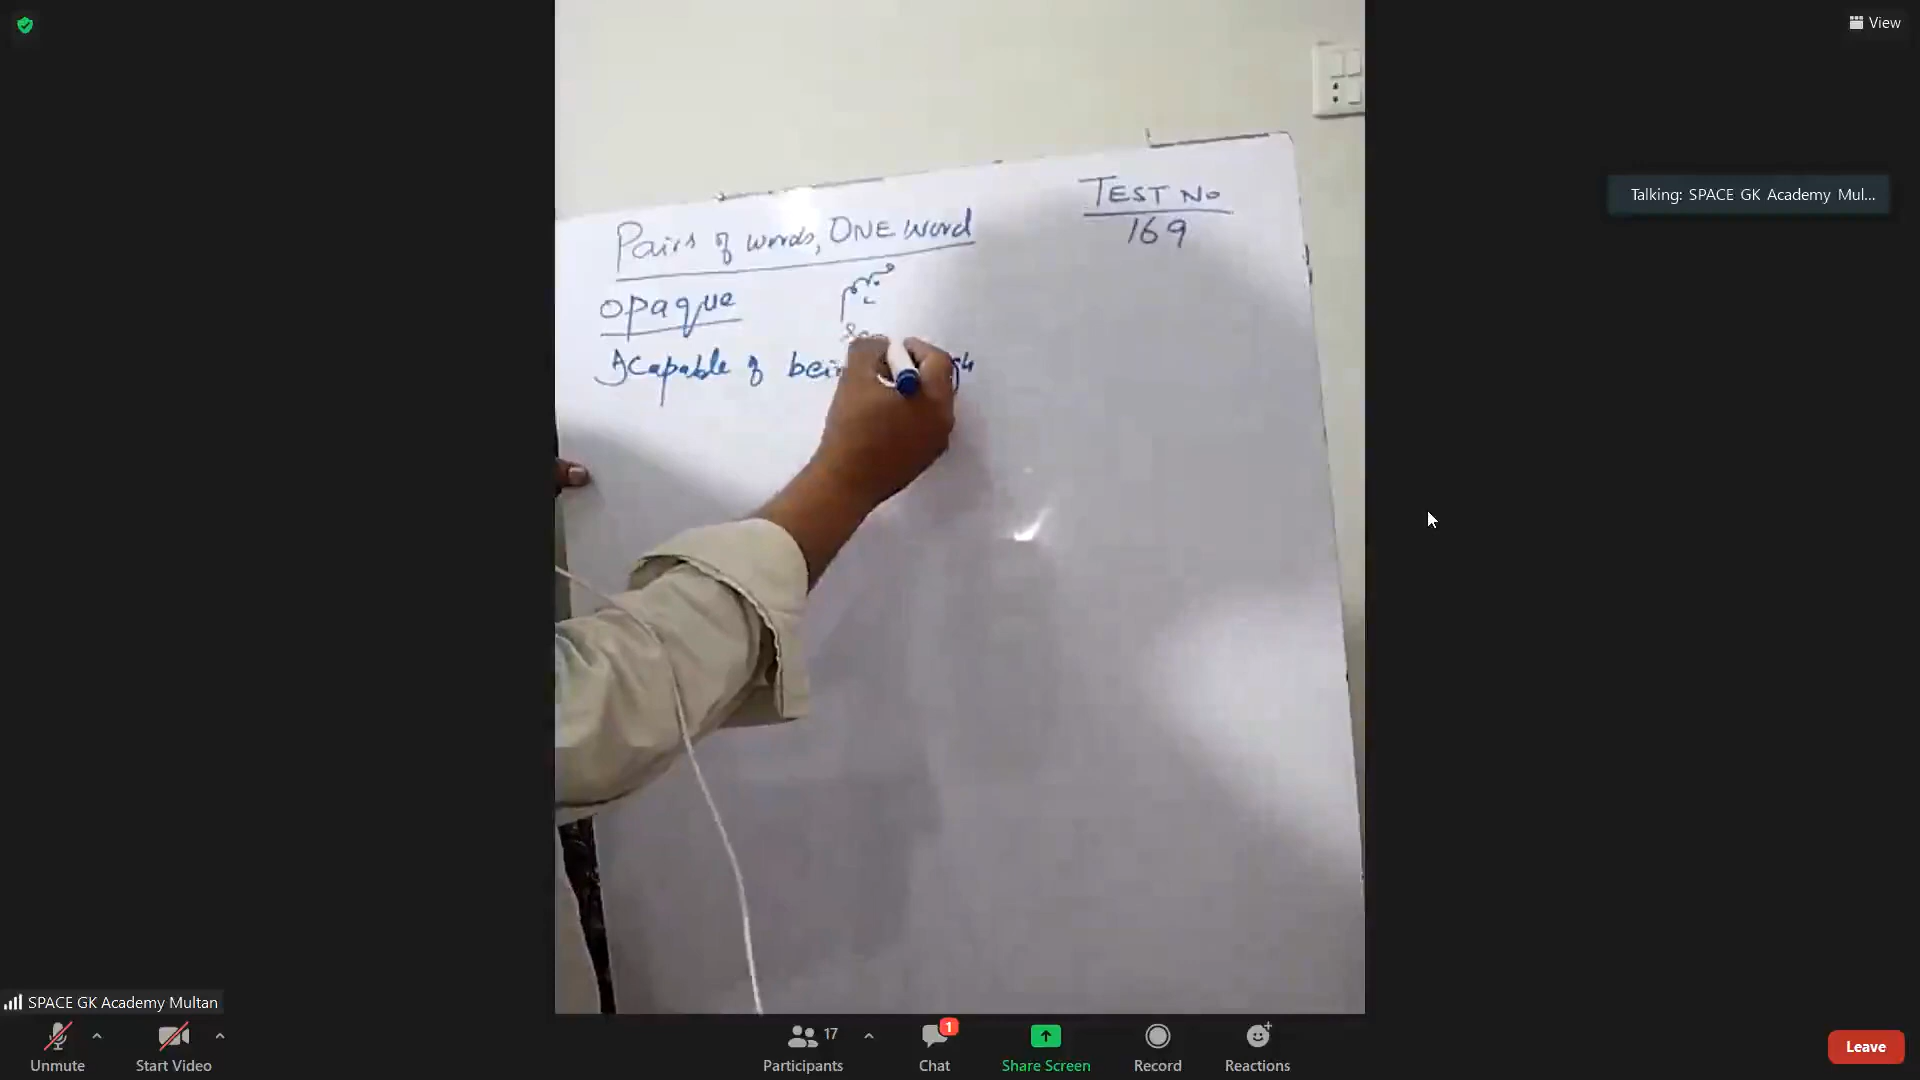 View
Talking: SPACE GK Academy Mul...
TEST NO
169
Pairs of words, ONE word
opaque
Capable of
SPACE GK Academy Multan
Unmute
Start Video
17
Participants
1
Chat
Share Screen
Record
Reactions
Leave